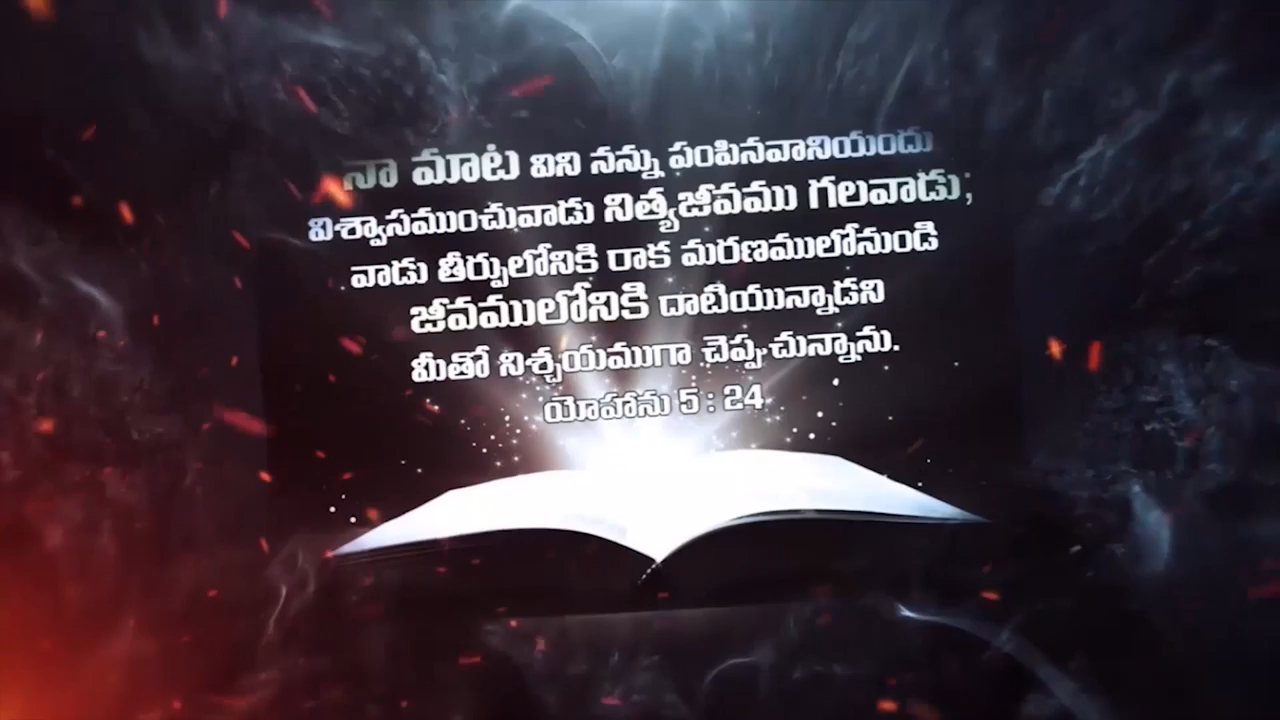 నా మాట విని నన్ను పంపినవానియందు
విశ్వాసముంచువాడు నిత్యజీవము గలవాడు;
వాడు తీర్పులోనికి రాక మరణములోనుండి
జీవములోనికి దాటియున్నాడని
మీతో నిశ్చయముగా చెప్పుచున్నాను.
యోహాను 5 : 24